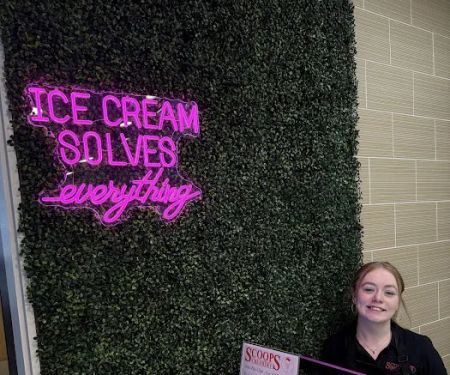 ICE CREAM
SOLVES
everything
SCOOPS